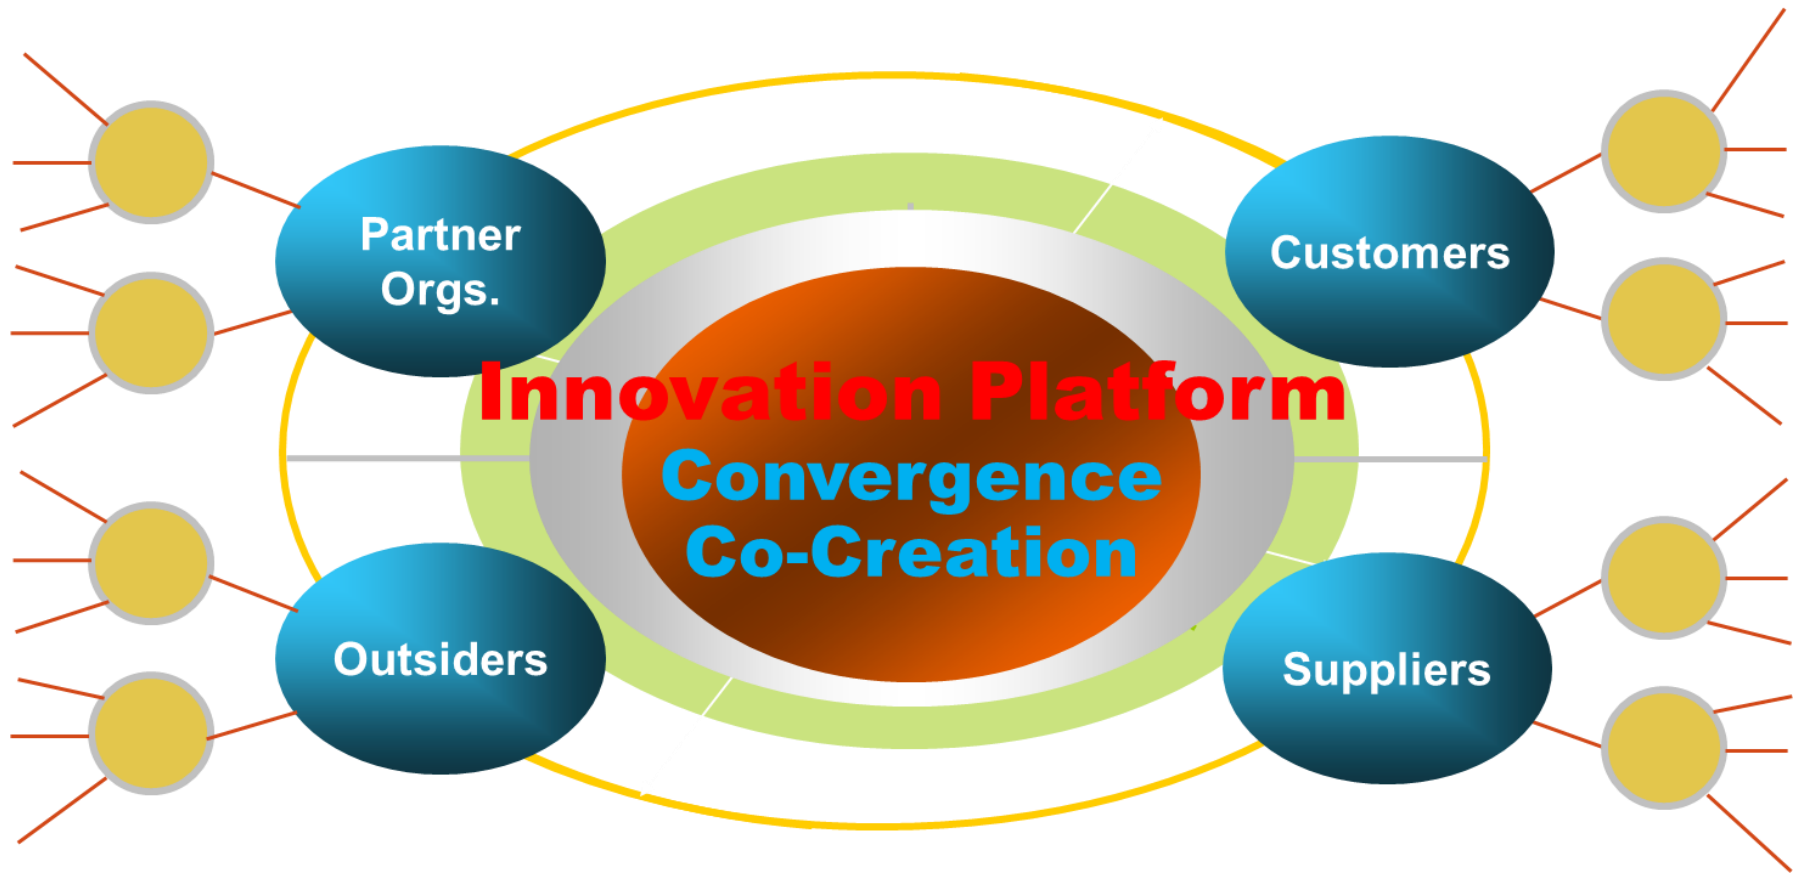 Partner
Orgs.
Customers
Innovation Platform
Convergence
Co-Creation
Outsiders
Suppliers